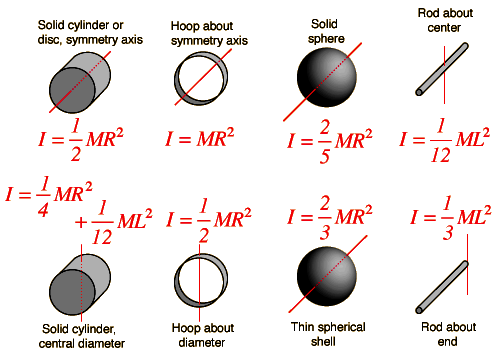 Solid cylinder or
disc, symmetry axis
Hoop about
symmetry axis
Solid
sphere
Rod about
center
I = 1/2 MR²
I = MR²
I = 2/5 MR²
I = 1/12 ML²
I = 1/4 MR²
+ 1/12 ML²
I = 1/2 MR²
I = 2/3 MR²
I = 1/3 ML²
Solid cylinder,
central diameter
Hoop about
diameter
Thin spherical
shell
Rod about
end